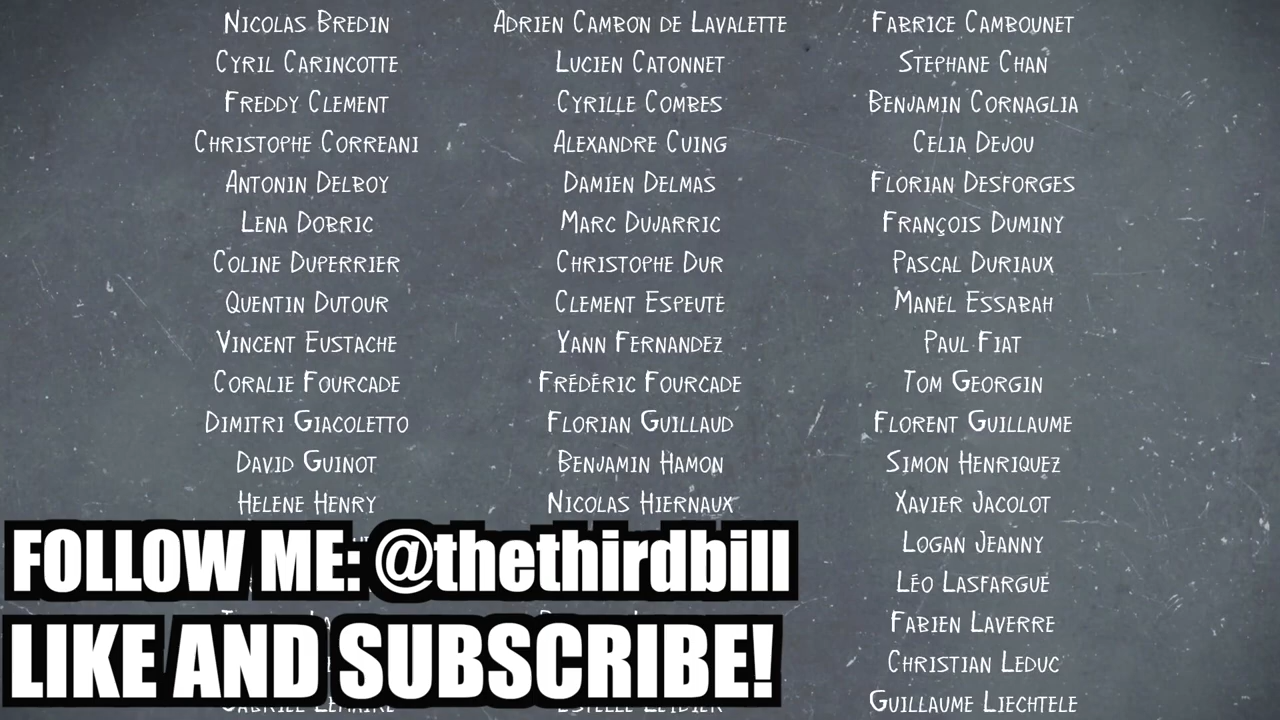 Nicolas Bredin Adrien Cambon de Lavalette Fabrice Cambounet
Cyril Carincotte Lucien Catonnet Stephane Chan
Freddy Clement Cyrille Combes Benjamin Cornaglia
Christophe Correani Alexandre Cuing Celia Dejou
Antonin Delboy Damien Delmas Florian Desforges
Lena Dobric Marc Dujarric François Duminy
Coline Duperrier Christophe Dur Pascal Duriaux
Quentin Dutour Clement Espeute Manel Essabah
Vincent Eustache Yann Fernandez Paul Fiat
Coralie Fourcade Frédéric Fourcade Tom Georgin
Dimitri Giacoletto Florian Guillaud Florent Guillaume
David Guinot Benjamin Hamon Simon Henriquez
Helene Henry Nicolas Hiernaux Xavier Jacolot
Logan Jeanny
FOLLOW ME: @thethirdbill
Léo Lasfargue
Fabien Laverre
LIKE AND SUBSCRIBE!
Christian Leduc
Gabriel Lemaire Estelle Letdier Guillaume Liechtele